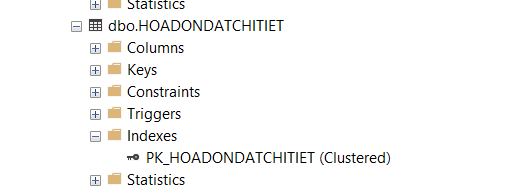 Statistics
dbo.HOADONDATCHITIET
Columns
Keys
Constraints
Triggers
Indexes
PK_HOADONDATCHITIET (Clustered)
Statistics